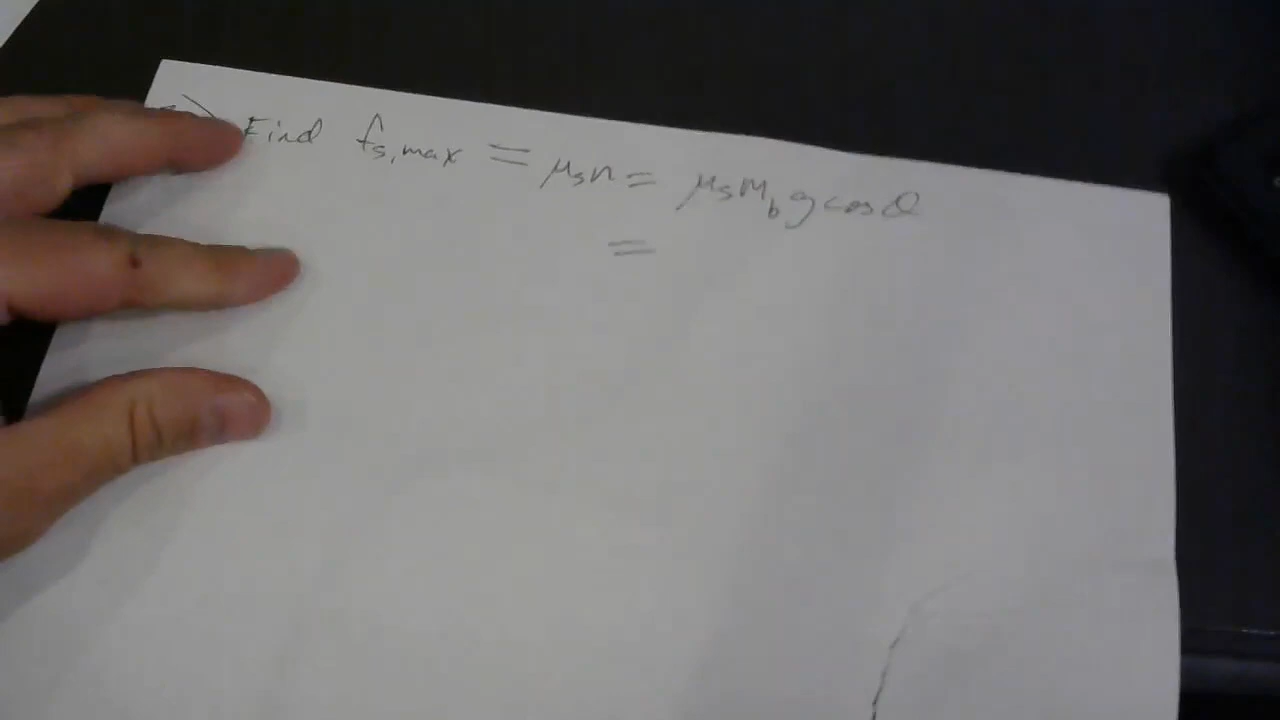 Find f_s,max = μ_s n = μ_s m_b g cos θ
=